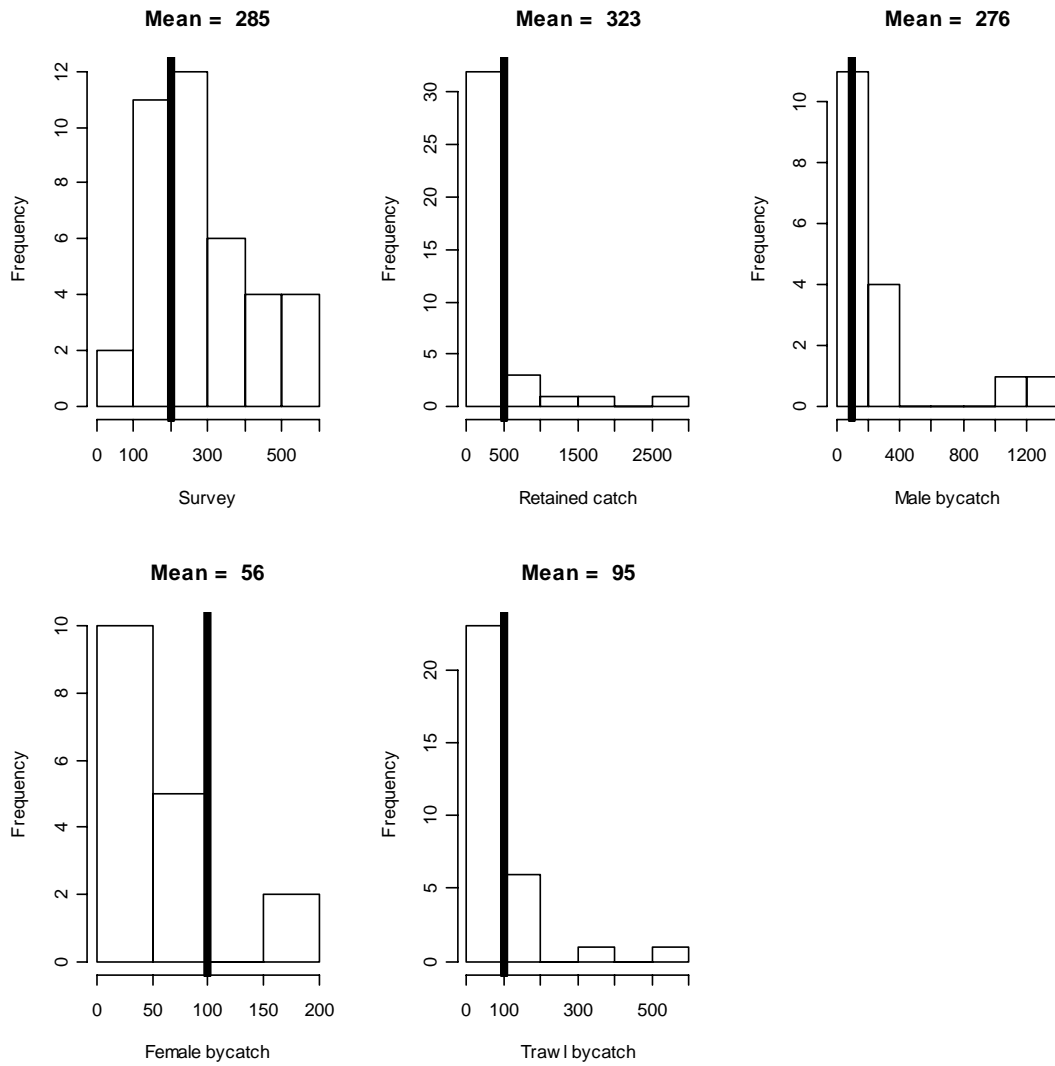 Mean = 285
12
10
8
6
4
2
0
Frequency
0 100 300 500
Survey
Mean = 323
30
25
20
15
10
5
0
Frequency
0 500 1500 2500
Retained catch
Mean = 276
10
8
6
4
2
0
Frequency
0 400 800 1200
Male bycatch
Mean = 56
10
8
6
4
2
0
Frequency
0 50 100 150 200
Female bycatch
Mean = 95
20
15
10
5
0
Frequency
0 100 300 500
Trawl bycatch